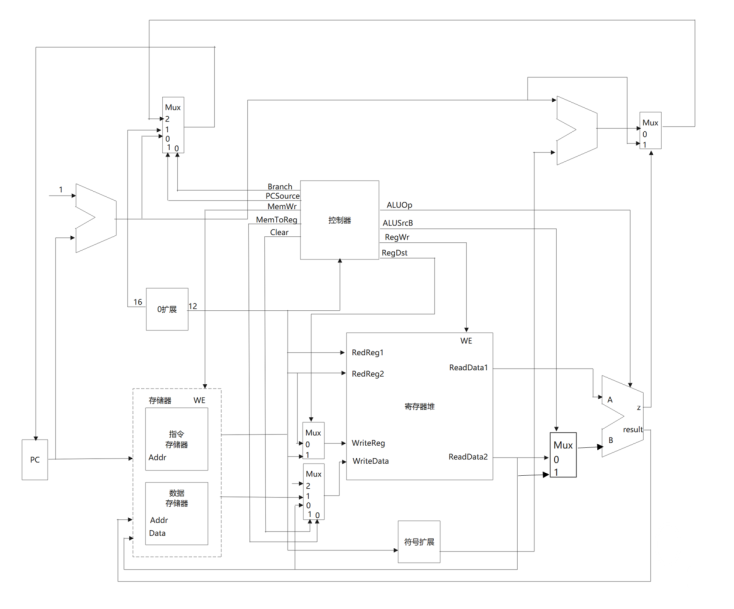 Mux
2
1
0
1 0
Mux
0
1
1
Branch
PCSource
MemWr
MemToReg
Clear
控制器
ALUOp
ALUSrcB
RegWr
RegDst
16
0扩展
12
WE
RedReg1
RedReg2
ReadData1
寄存器堆
WriteReg
WriteData
ReadData2
存储器 WE
指令
存储器
Addr
数据
存储器
Addr
Data
PC
Mux
0
1
Mux
2
1
0
1 0
Mux
0
1
A
B
z
result
符号扩展